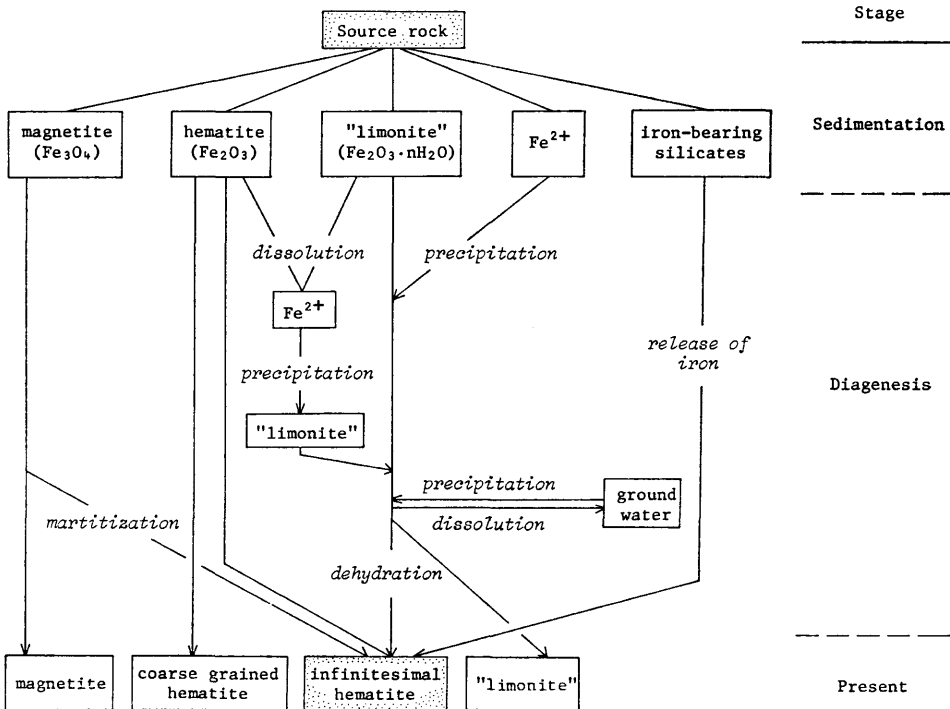 Stage
Source rock
magnetite
(Fe₃O₄)
hematite
(Fe₂O₃)
"limonite"
(Fe₂O₃·nH₂O)
Fe²⁺
iron-bearing
silicates
Sedimentation
dissolution
precipitation
Fe²⁺
release of
iron
precipitation
Diagenesis
"limonite"
precipitation
ground
water
dissolution
martitization
dehydration
magnetite
coarse grained
hematite
infinitesimal
hematite
"limonite"
Present